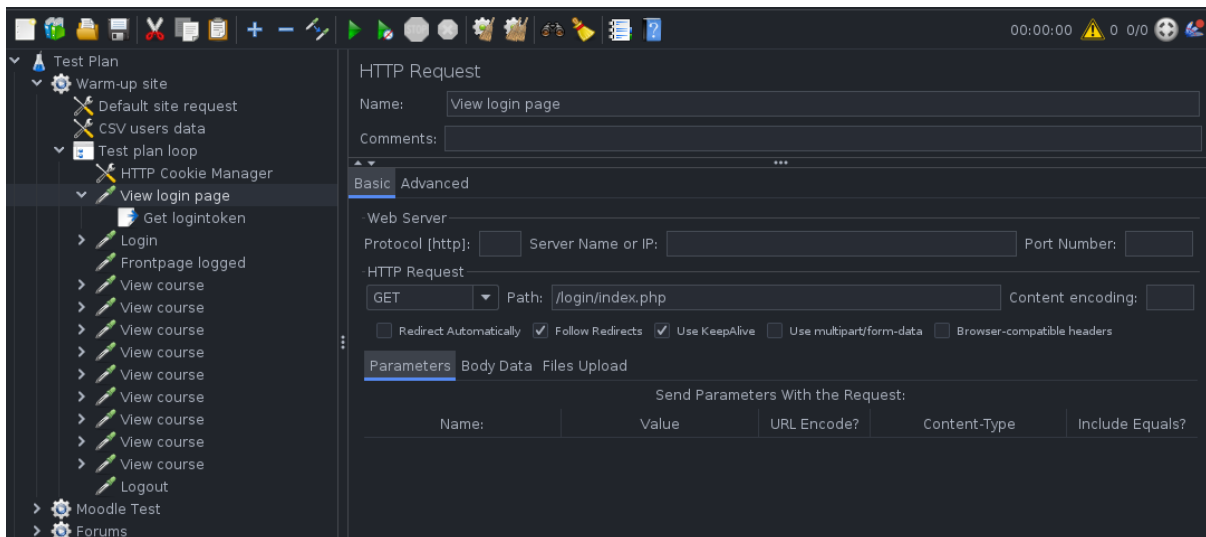 00:00:00 0 0/0
Test Plan
Warm-up site
Default site request
CSV users data
Test plan loop
HTTP Cookie Manager
View login page
Get logintoken
Login
Frontpage logged
View course
View course
View course
View course
View course
View course
View course
View course
View course
Logout
Moodle Test
Forums
HTTP Request
Name: View login page
Comments:
Basic Advanced
Web Server
Protocol [http]: Server Name or IP: Port Number:
HTTP Request
GET Path: /login/index.php Content encoding:
Redirect Automatically Follow Redirects Use KeepAlive Use multipart/form-data Browser-compatible headers
Parameters Body Data Files Upload
Send Parameters With the Request:
Name: Value URL Encode? Content-Type Include Equals?